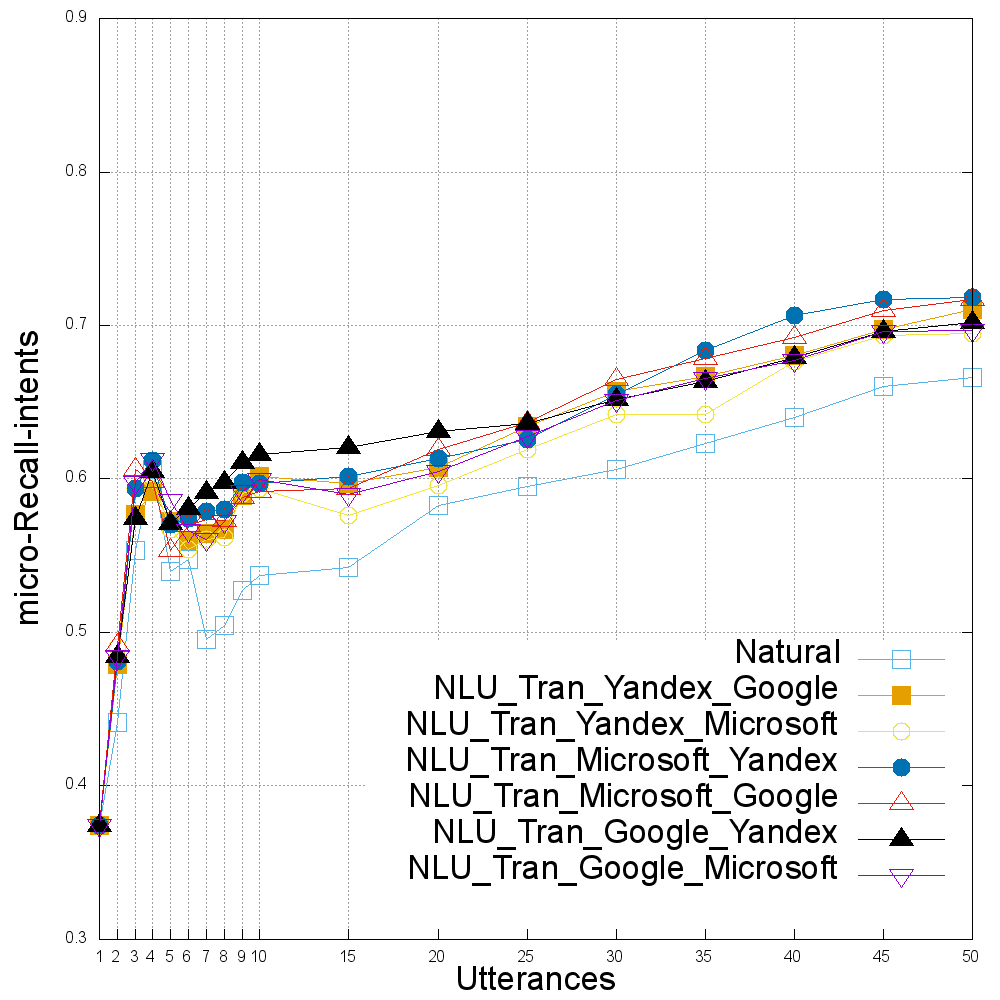 0.9
0.8
0.7
0.6
0.5
0.4
0.3
micro-Recall-intents
Natural
NLU_Tran_Yandex_Google
NLU_Tran_Yandex_Microsoft
NLU_Tran_Microsoft_Yandex
NLU_Tran_Microsoft_Google
NLU_Tran_Google_Yandex
NLU_Tran_Google_Microsoft
1 2 3 4 5 6 7 8 9 10 15 20 25 30 35 40 45 50
Utterances